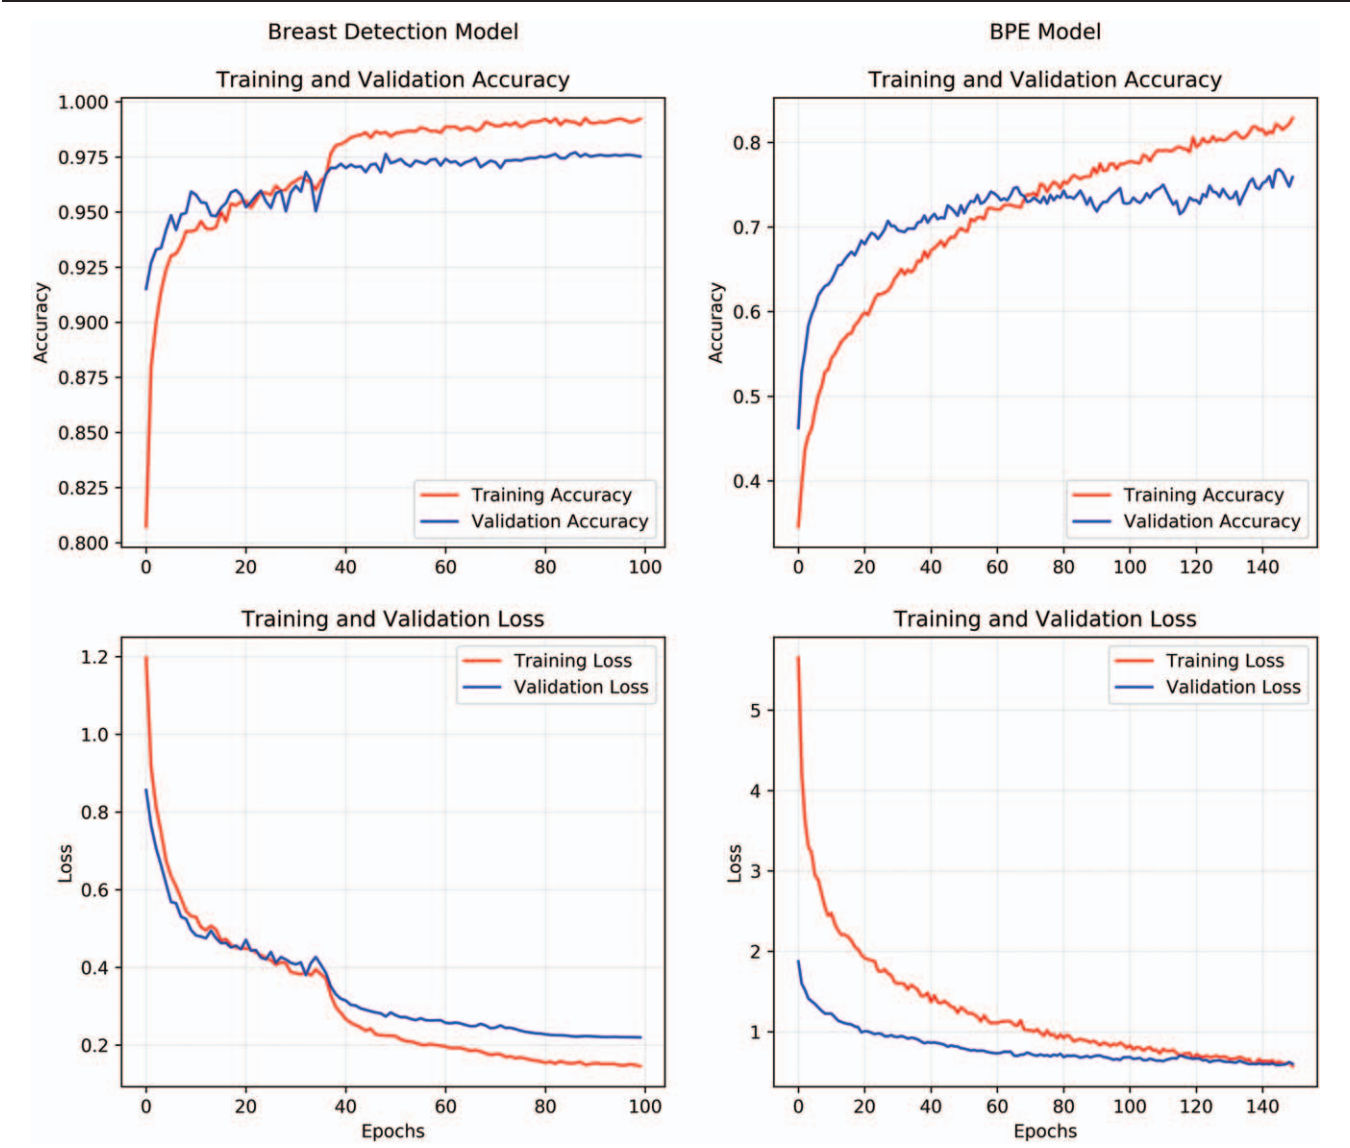 Breast Detection Model
Training and Validation Accuracy
1.000
0.975
0.950
0.925
0.900
0.875
0.850
0.825
0.800
Accuracy
0 20 40 60 80 100
Training Accuracy
Validation Accuracy
BPE Model
Training and Validation Accuracy
0.8
0.7
0.6
0.5
0.4
Accuracy
0 20 40 60 80 100 120 140
Training Accuracy
Validation Accuracy
Training and Validation Loss
1.2
1.0
0.8
0.6
0.4
0.2
Loss
0 20 40 60 80 100
Epochs
Training Loss
Validation Loss
Training and Validation Loss
5
4
3
2
1
Loss
0 20 40 60 80 100 120 140
Epochs
Training Loss
Validation Loss